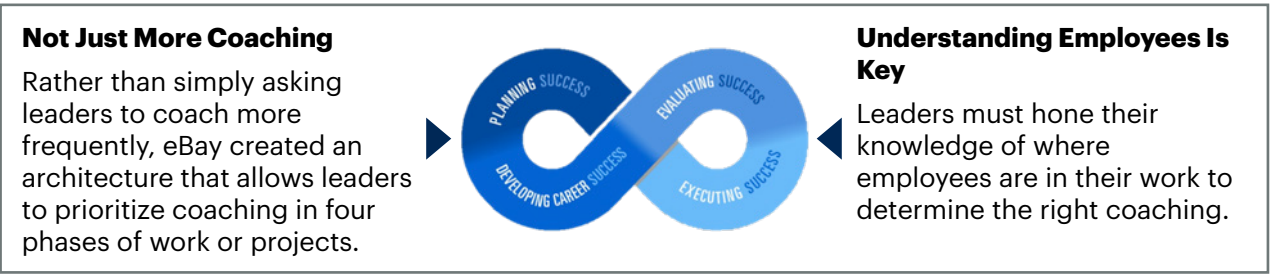 Not Just More Coaching
Rather than simply asking
leaders to coach more
frequently, eBay created an
architecture that allows leaders
to prioritize coaching in four
phases of work or projects.
PLANNING SUCCESS
EVALUATING SUCCESS
DEVELOPING CAREER SUCCESS
EXECUTING SUCCESS
Understanding Employees Is
Key
Leaders must hone their
knowledge of where
employees are in their work to
determine the right coaching.